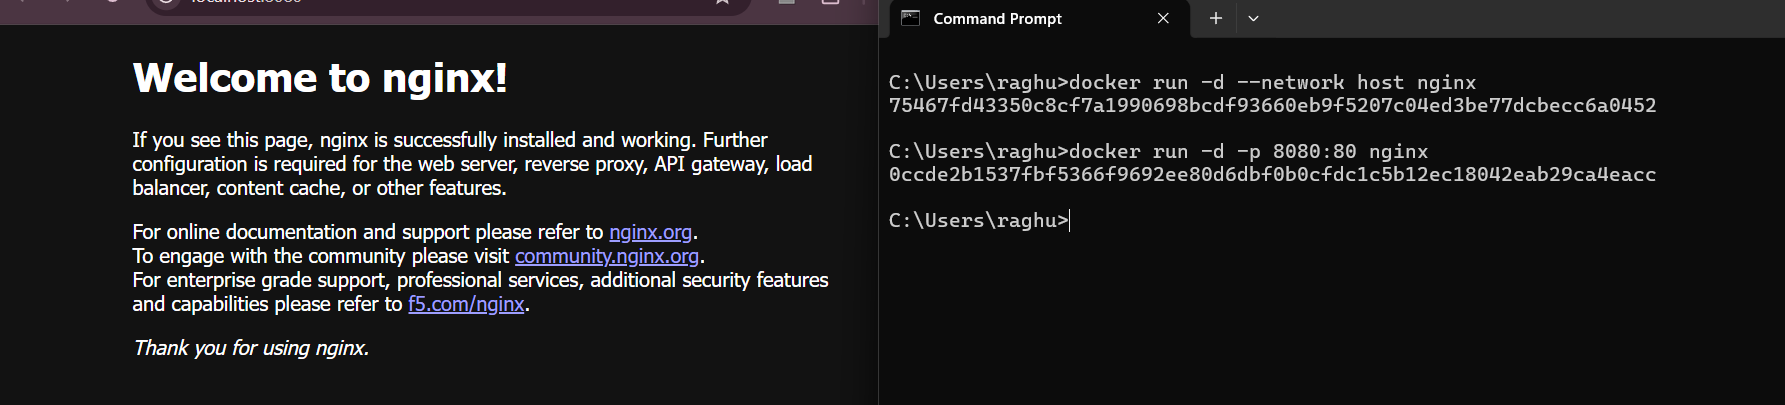 Welcome to nginx!
If you see this page, nginx is successfully installed and working. Further
configuration is required for the web server, reverse proxy, API gateway, load
balancer, content cache, or other features.
For online documentation and support please refer to nginx.org.
To engage with the community please visit community.nginx.org.
For enterprise grade support, professional services, additional security features
and capabilities please refer to f5.com/nginx.
Thank you for using nginx.
Command Prompt
C:\Users\raghu>docker run -d --network host nginx
75467fd43350c8cf7a1990698bcdf93660eb9f5207c04ed3be77dcbecc6a0452
C:\Users\raghu>docker run -d -p 8080:80 nginx
0ccde2b1537fbf5366f9692ee80d6dbf0b0cfdc1c5b12ec18042eab29ca4eacc
C:\Users\raghu>